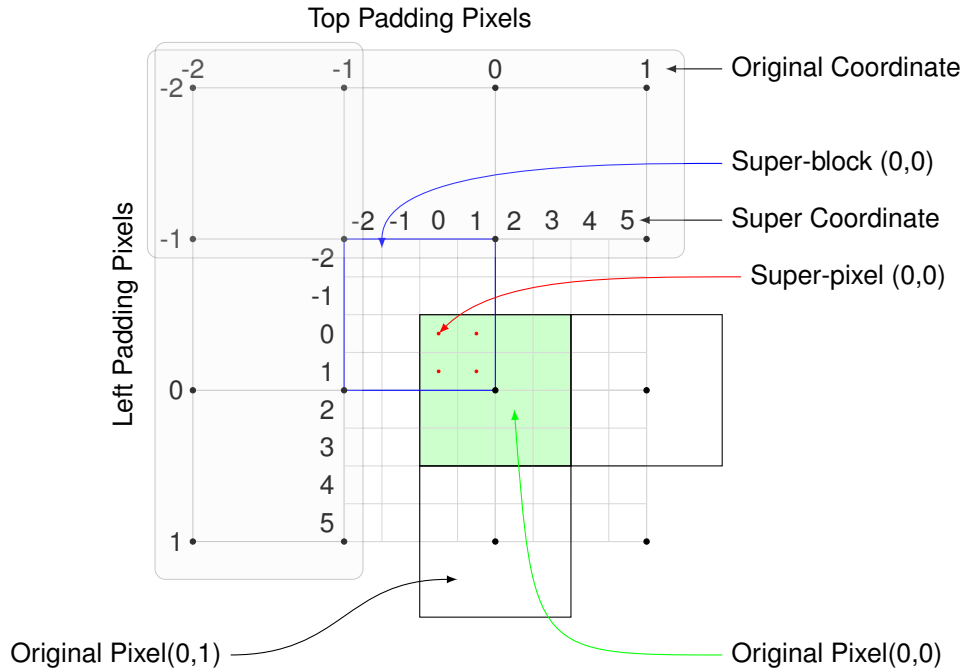 Top Padding Pixels
-2 -1 0 1 Original Coordinate
-2
Super-block (0,0)
-2 -1 0 1 2 3 4 5 Super Coordinate
-1
-2
Super-pixel (0,0)
-1
Left Padding Pixels
0
1
0
2
3
4
5
1
Original Pixel(0,1)
Original Pixel(0,0)